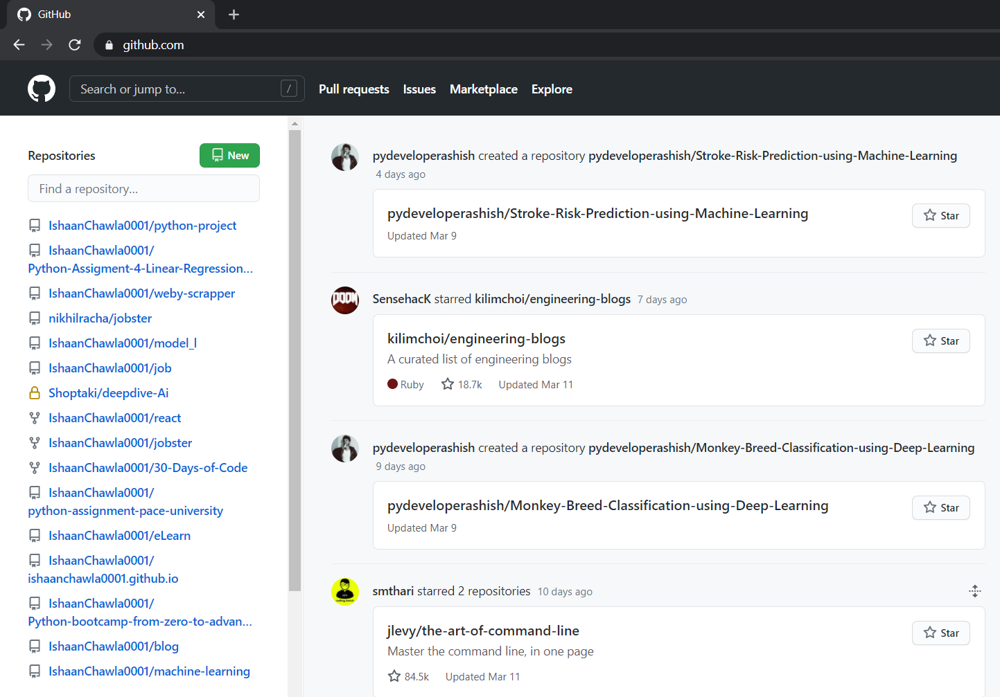 GitHub
github.com
Search or jump to...
/
Pull requests Issues Marketplace Explore
Repositories
New
Find a repository...
IshaanChawla0001/python-project
IshaanChawla0001/
Python-Assigment-4-Linear-Regression...
IshaanChawla0001/weby-scrapper
nikhilracha/jobster
IshaanChawla0001/model_l
IshaanChawla0001/job
Shoptaki/deepdive-Ai
IshaanChawla0001/react
IshaanChawla0001/jobster
IshaanChawla0001/30-Days-of-Code
IshaanChawla0001/
python-assignment-pace-university
IshaanChawla0001/eLearn
IshaanChawla0001/
ishaanchawla0001.github.io
IshaanChawla0001/
Python-bootcamp-from-zero-to-advan...
IshaanChawla0001/blog
IshaanChawla0001/machine-learning
pydeveloperashish created a repository pydeveloperashish/Stroke-Risk-Prediction-using-Machine-Learning
4 days ago
pydeveloperashish/Stroke-Risk-Prediction-using-Machine-Learning
Star
Updated Mar 9
DOOM
SensehacK starred kilimchoi/engineering-blogs 7 days ago
kilimchoi/engineering-blogs
Star
A curated list of engineering blogs
Ruby 18.7k Updated Mar 11
pydeveloperashish created a repository pydeveloperashish/Monkey-Breed-Classification-using-Deep-Learning
9 days ago
pydeveloperashish/Monkey-Breed-Classification-using-Deep-Learning
Star
Updated Mar 9
smthari starred 2 repositories 10 days ago
jlevy/the-art-of-command-line
Star
Master the command line, in one page
84.5k Updated Mar 11